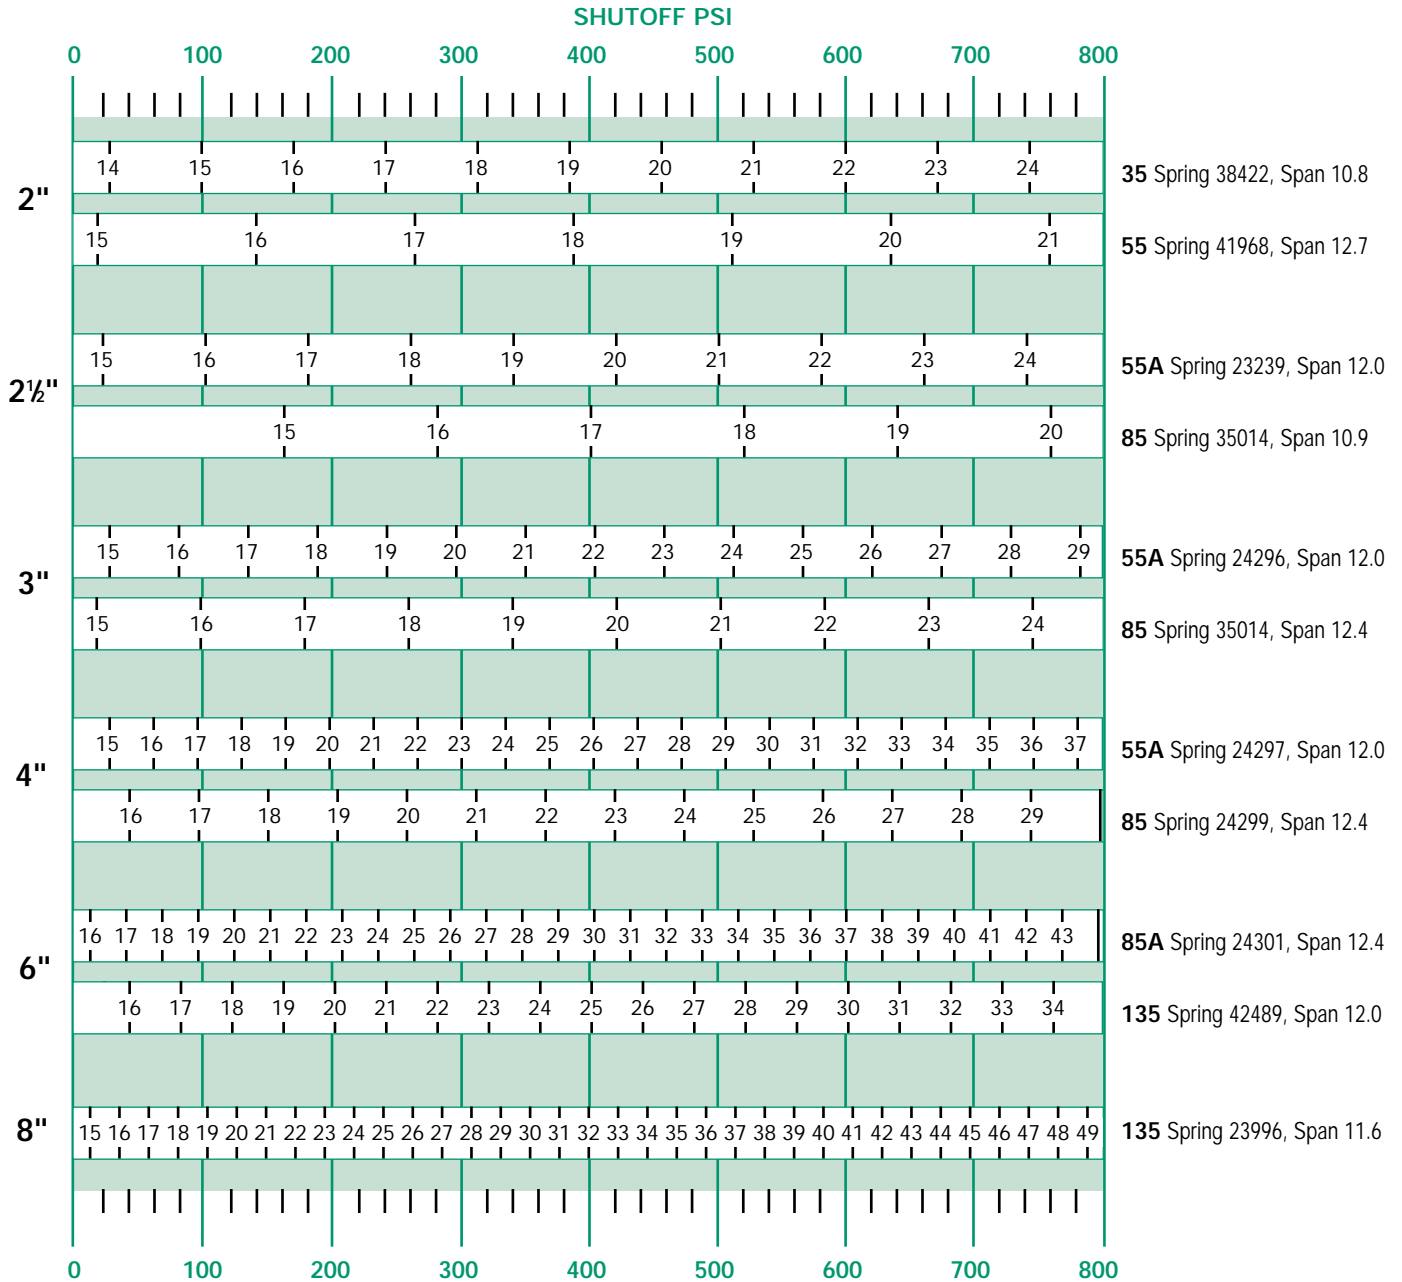 SHUTOFF PSI
0 100 200 300 400 500 600 700 800
14 15 16 17 18 19 20 21 22 23 24
35 Spring 38422, Span 10.8
2"
15 16 17 18 19 20 21
55 Spring 41968, Span 12.7
15 16 17 18 19 20 21 22 23 24
55A Spring 23239, Span 12.0
2½"
15 16 17 18 19 20
85 Spring 35014, Span 10.9
15 16 17 18 19 20 21 22 23 24 25 26 27 28 29
55A Spring 24296, Span 12.0
3"
15 16 17 18 19 20 21 22 23 24
85 Spring 35014, Span 12.4
15 16 17 18 19 20 21 22 23 24 25 26 27 28 29 30 31 32 33 34 35 36 37
55A Spring 24297, Span 12.0
4"
16 17 18 19 20 21 22 23 24 25 26 27 28 29
85 Spring 24299, Span 12.4
16 17 18 19 20 21 22 23 24 25 26 27 28 29 30 31 32 33 34 35 36 37 38 39 40 41 42 43
85A Spring 24301, Span 12.4
6"
16 17 18 19 20 21 22 23 24 25 26 27 28 29 30 31 32 33 34
135 Spring 42489, Span 12.0
8"
15 16 17 18 19 20 21 22 23 24 25 26 27 28 29 30 31 32 33 34 35 36 37 38 39 40 41 42 43 44 45 46 47 48 49
135 Spring 23996, Span 11.6
0 100 200 300 400 500 600 700 800